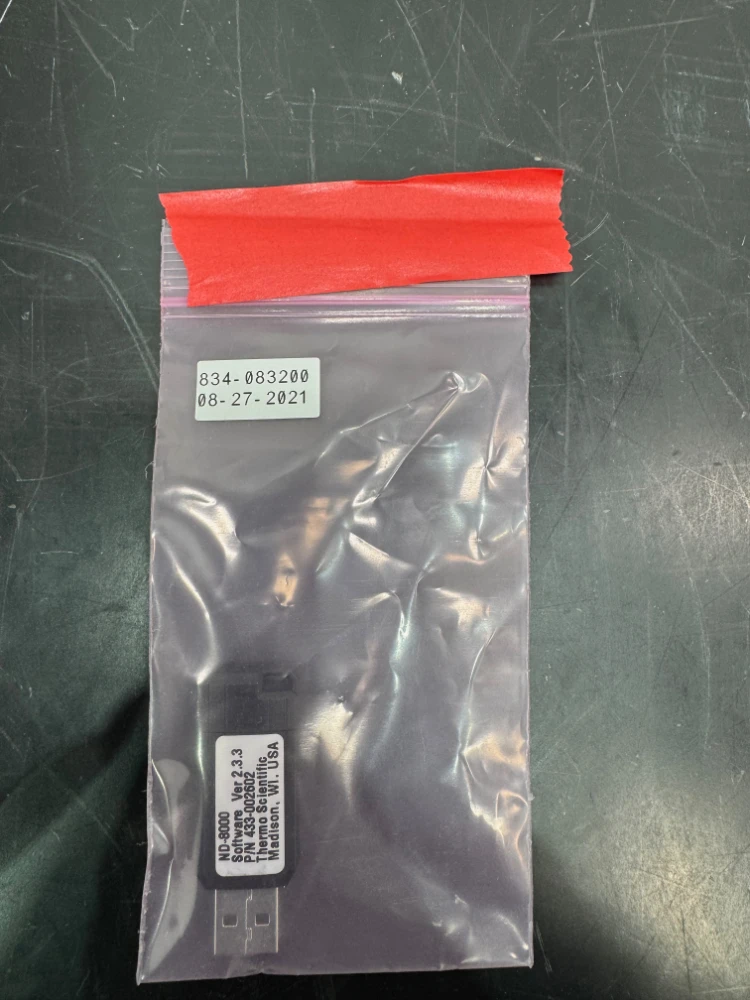 834-083200
08-27-2021
ND-8000
Software Ver 2.3.3
P/N 433-002602
Thermo Scientific
Madison, WI. USA